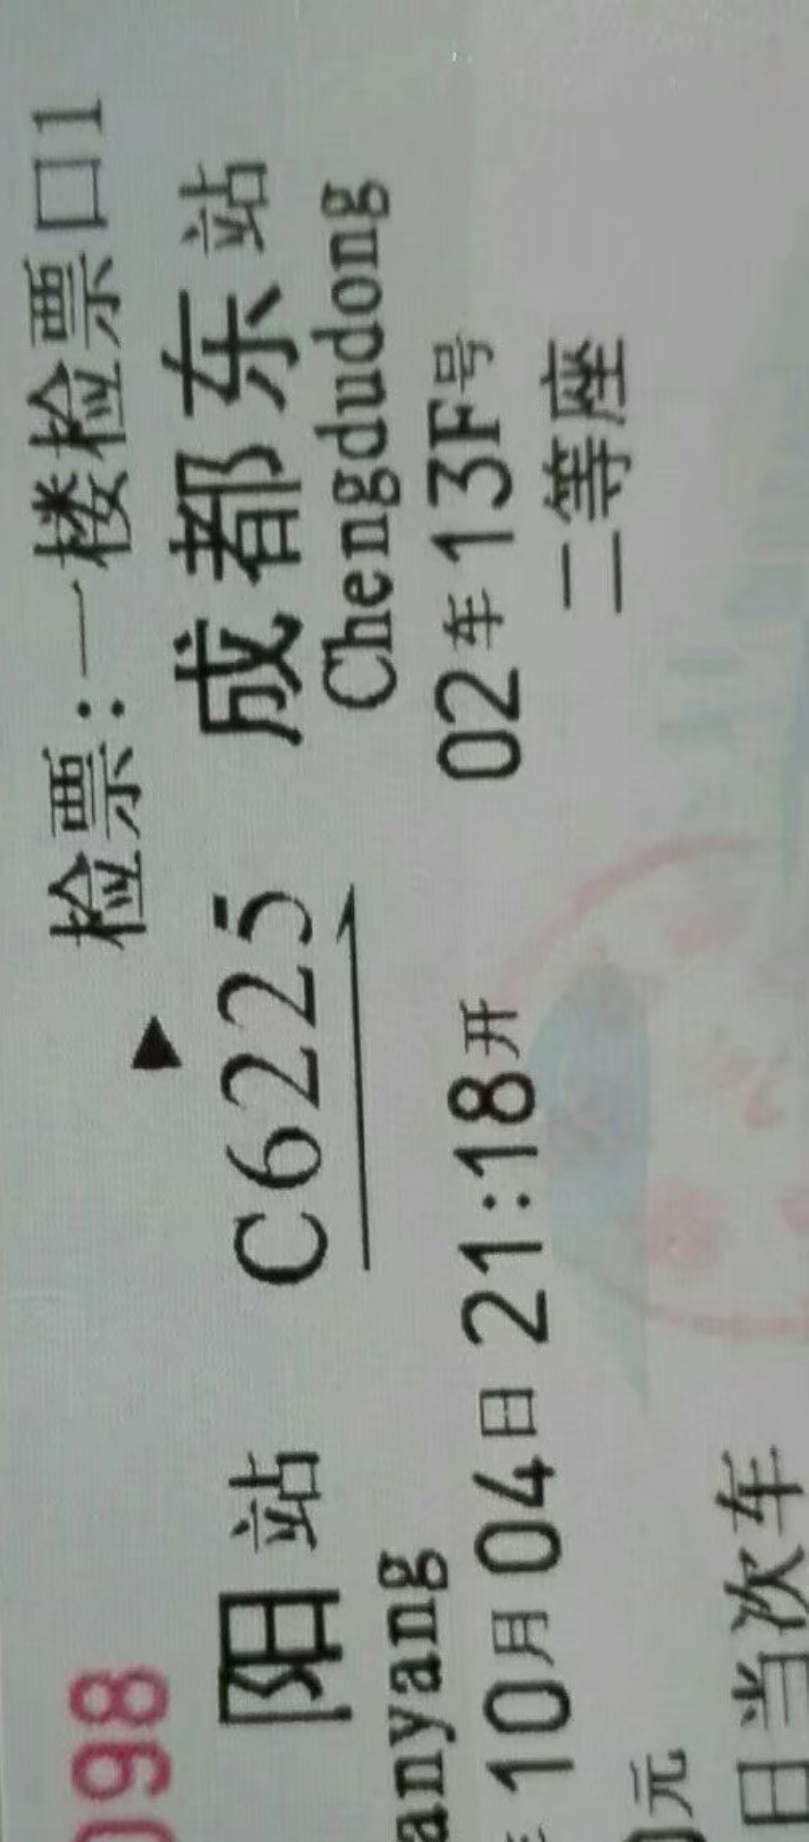 098 检票:一楼检票口1
阳站 C6225 成都东站
anyang Chengdudong
10月04日 21:18开 02车13F号
元 二等座
日当次车